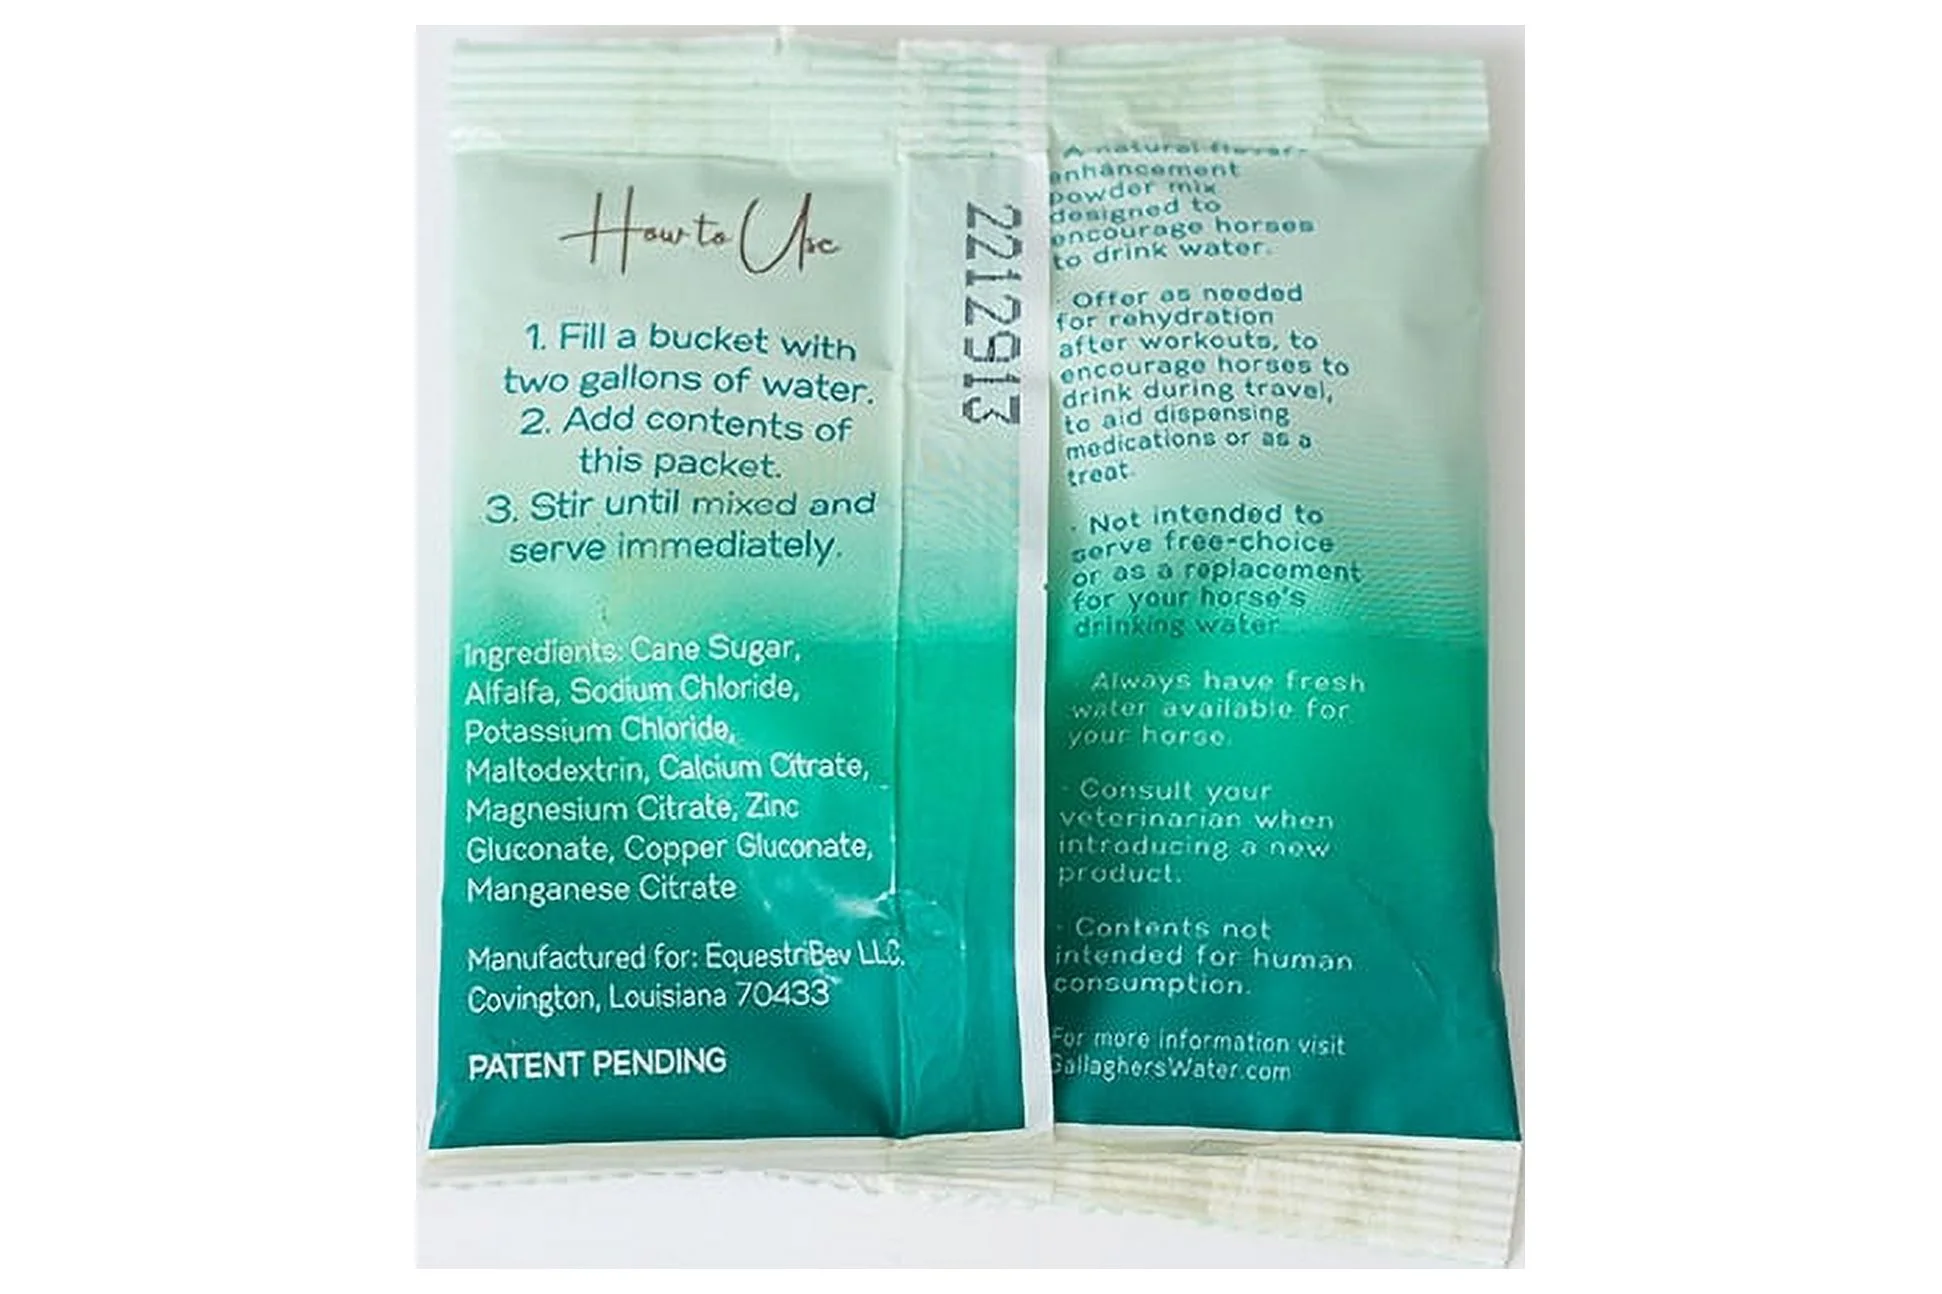 How to Use
1. Fill a bucket with
two gallons of water.
2. Add contents of
this packet.
3. Stir until mixed and
serve immediately.
Ingredients: Cane Sugar,
Alfalfa, Sodium Chloride,
Potassium Chloride,
Maltodextrin, Calcium Citrate,
Magnesium Citrate, Zinc
Gluconate, Copper Gluconate,
Manganese Citrate
Manufactured for: EquestriBev LLC.
Covington, Louisiana 70433
PATENT PENDING
2212913
A natural flavor-
enhancement
powder mix
designed to
encourage horses
to drink water.
· Offer as needed
for rehydration
after workouts, to
encourage horses to
drink during travel,
to aid dispensing
medications or as a
treat.
· Not intended to
serve free-choice
or as a replacement
for your horse's
drinking water.
· Always have fresh
water available for
your horse.
· Consult your
veterinarian when
introducing a new
product.
· Contents not
intended for human
consumption.
For more information visit
GallaghersWater.com